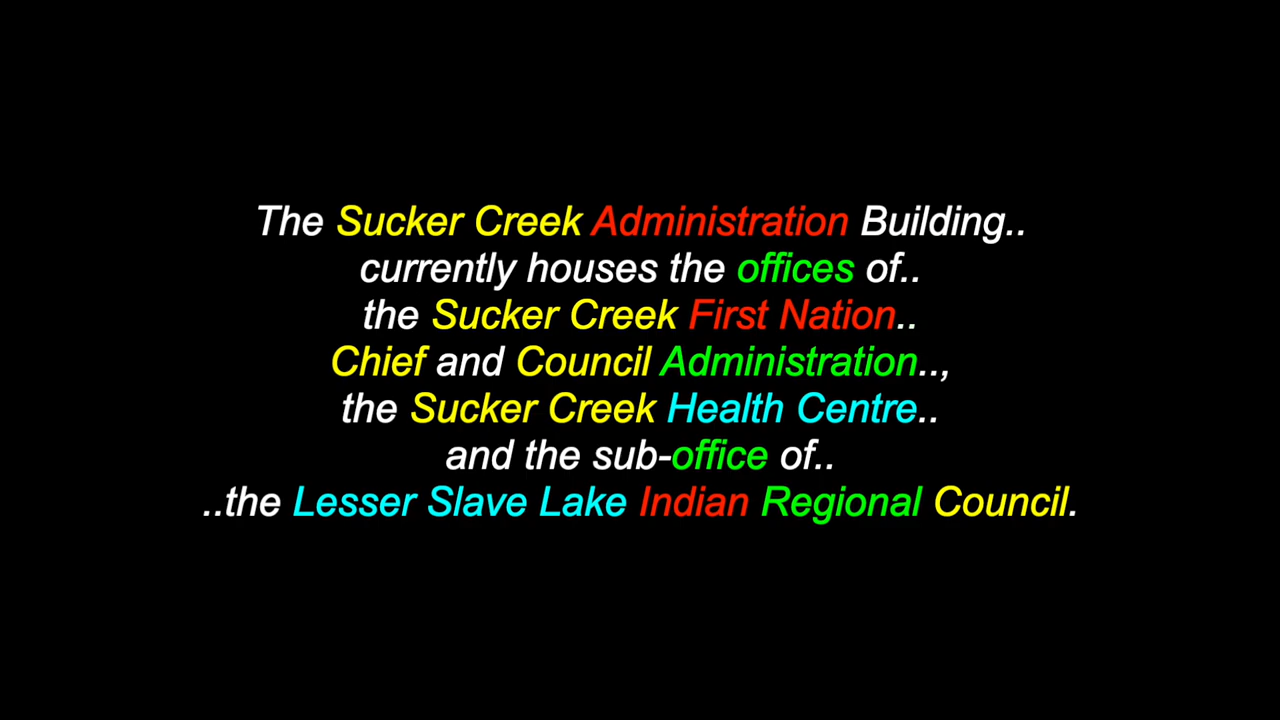 The Sucker Creek Administration Building..
currently houses the offices of..
the Sucker Creek First Nation..
Chief and Council Administration..,
the Sucker Creek Health Centre..
and the sub-office of..
..the Lesser Slave Lake Indian Regional Council.